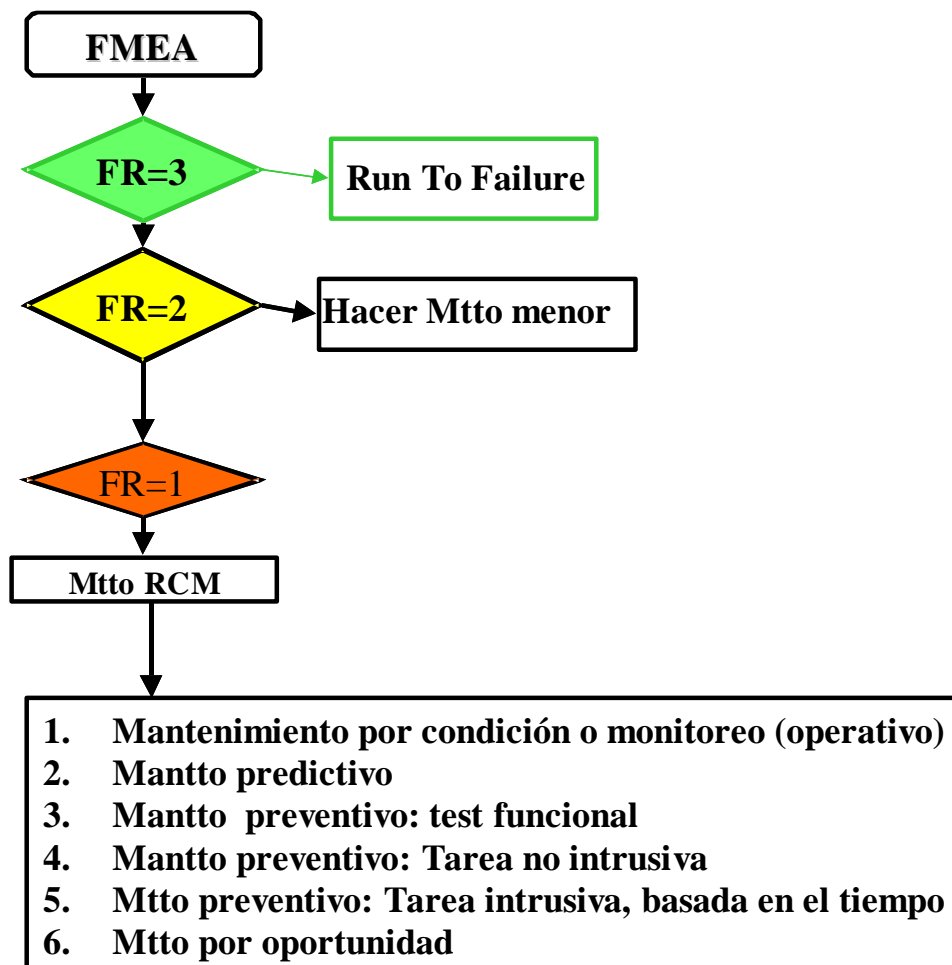 FMEA
FR=3
Run To Failure
FR=2
Hacer Mtto menor
FR=1
Mtto RCM
1. Mantenimiento por condición o monitoreo (operativo)
2. Mantto predictivo
3. Mantto preventivo: test funcional
4. Mantto preventivo: Tarea no intrusiva
5. Mtto preventivo: Tarea intrusiva, basada en el tiempo
6. Mtto por oportunidad